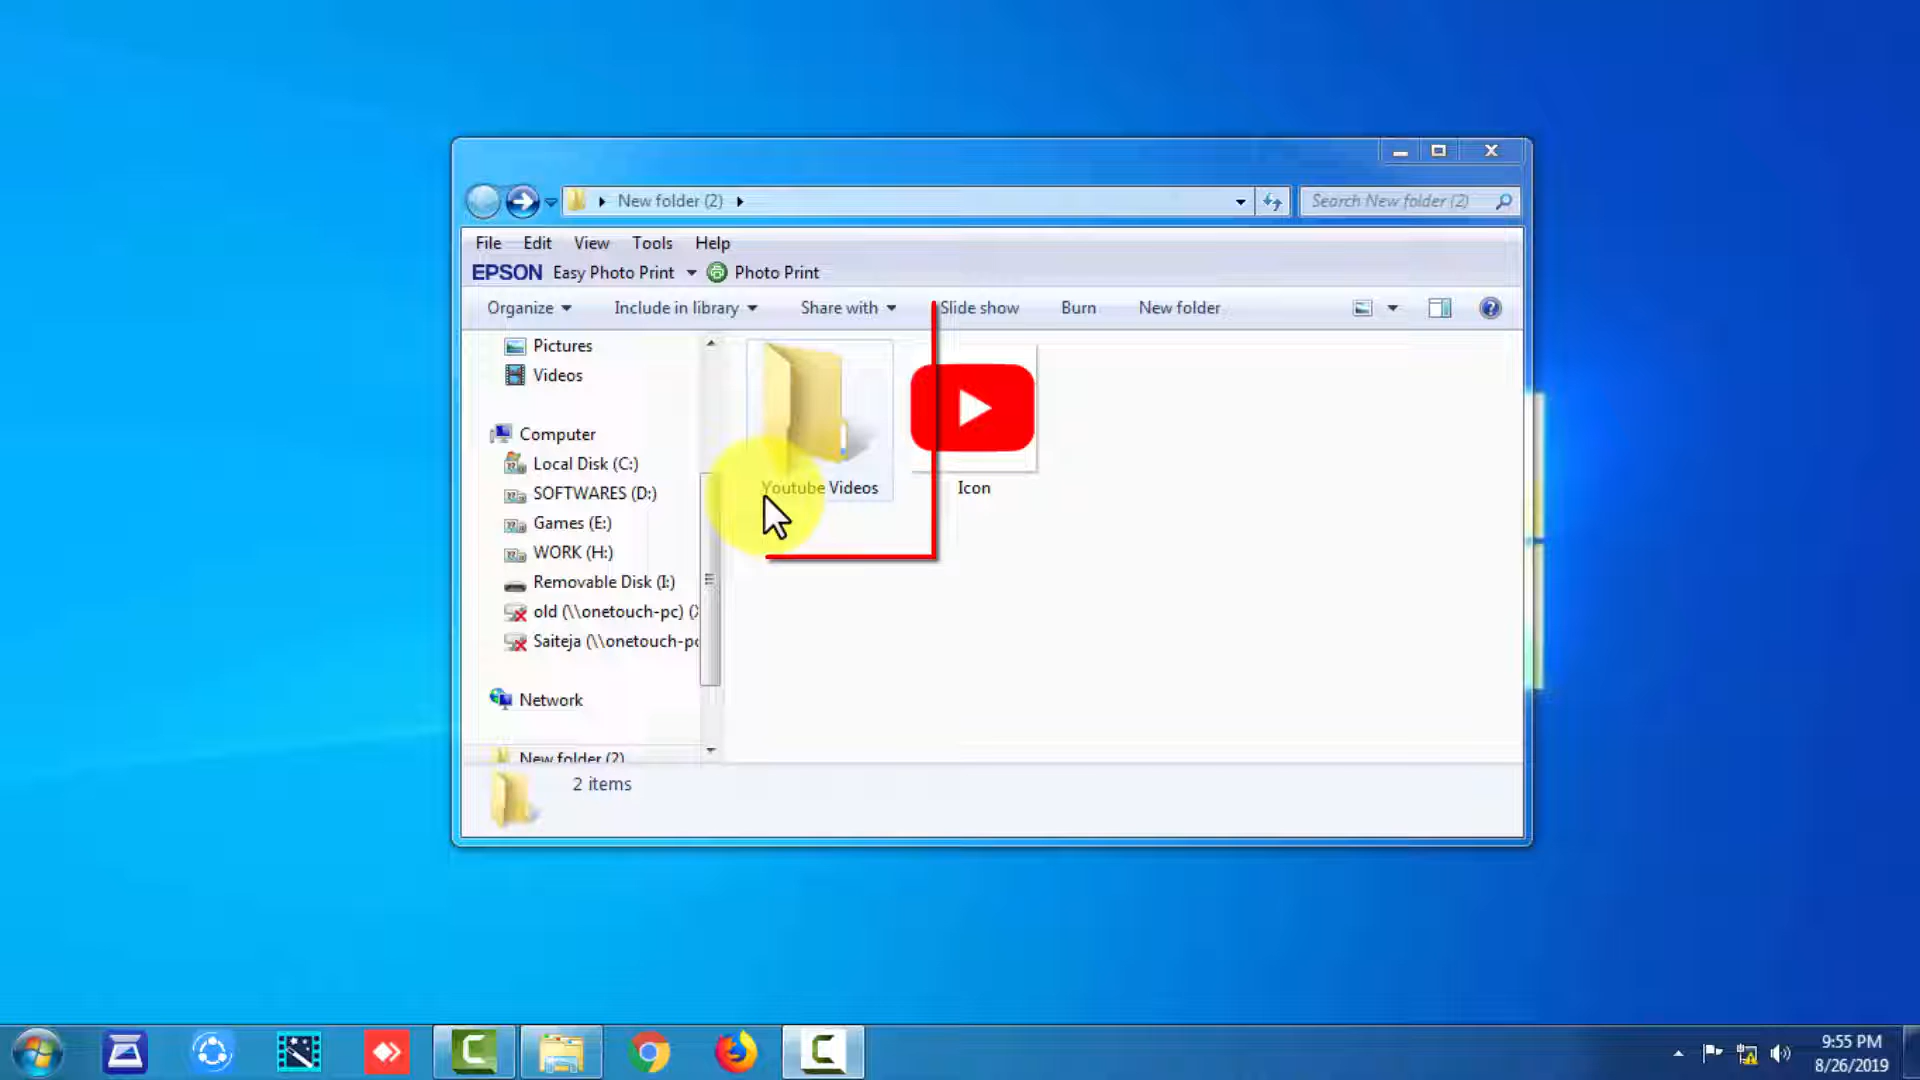 New folder (2)
Search New folder (2)
File Edit View Tools Help
EPSON Easy Photo Print Photo Print
Organize Include in library Share with Slide show Burn New folder
Pictures
Videos
Computer
Local Disk (C:)
SOFTWARES (D:)
Games (E:)
WORK (H:)
Removable Disk (I:)
old (\\onetouch-pc) (
Saiteja (\\onetouch-pc
Network
New folder (2)
Youtube Videos
Icon
2 items
9:55 PM
8/26/2019